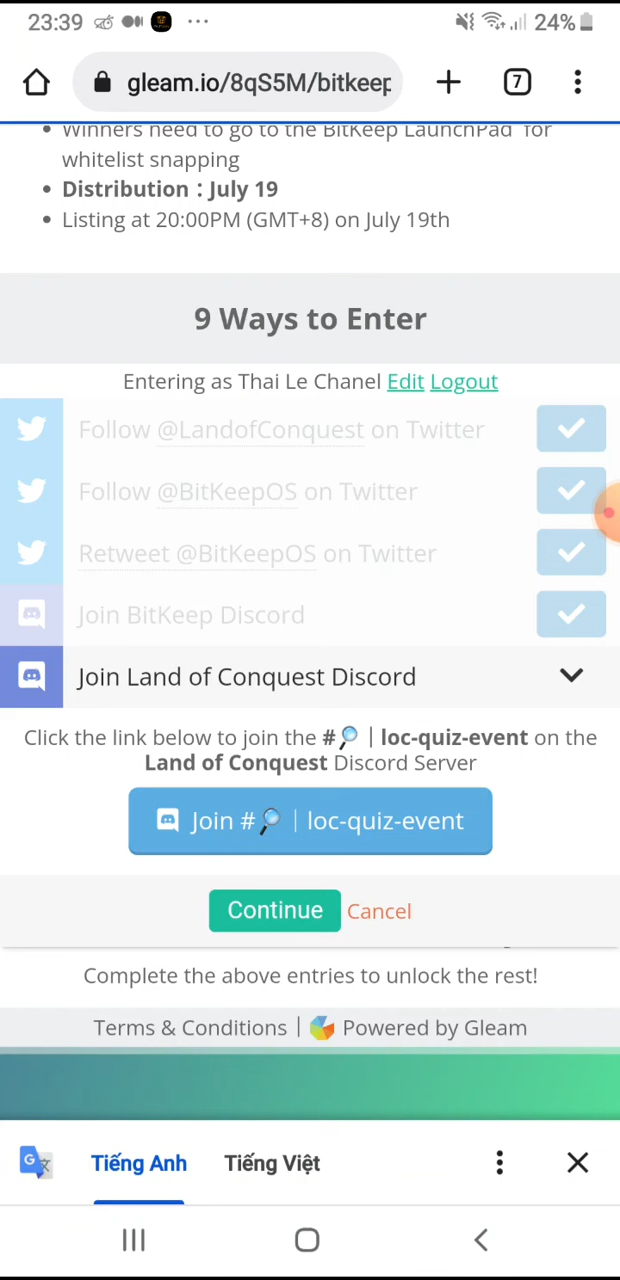 23:39
24%
gleam.io/8qS5M/bitkeep
7
Winners need to go to the BitKeep LaunchPad for
whitelist snapping
Distribution : July 19
Listing at 20:00PM (GMT+8) on July 19th
9 Ways to Enter
Entering as Thai Le Chanel Edit Logout
Follow @LandofConquest on Twitter
Follow @BitKeepOS on Twitter
Retweet @BitKeepOS on Twitter
Join BitKeep Discord
Join Land of Conquest Discord
Click the link below to join the #🔎 | loc-quiz-event on the
Land of Conquest Discord Server
Join #🔎 | loc-quiz-event
Continue Cancel
Complete the above entries to unlock the rest!
Terms & Conditions | Powered by Gleam
Tiếng Anh Tiếng Việt